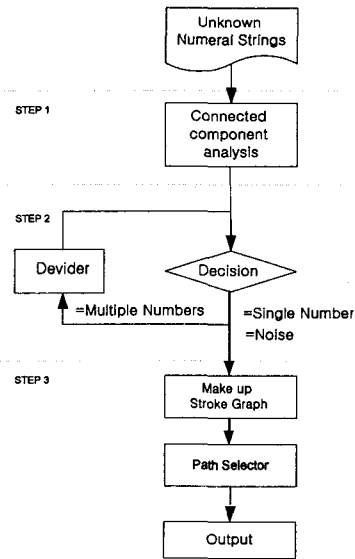 Unknown
Numeral Strings
STEP 1
Connected
component
analysis
STEP 2
Devider
Decision
=Multiple Numbers
=Single Number
=Noise
STEP 3
Make up
Stroke Graph
Path Selector
Output